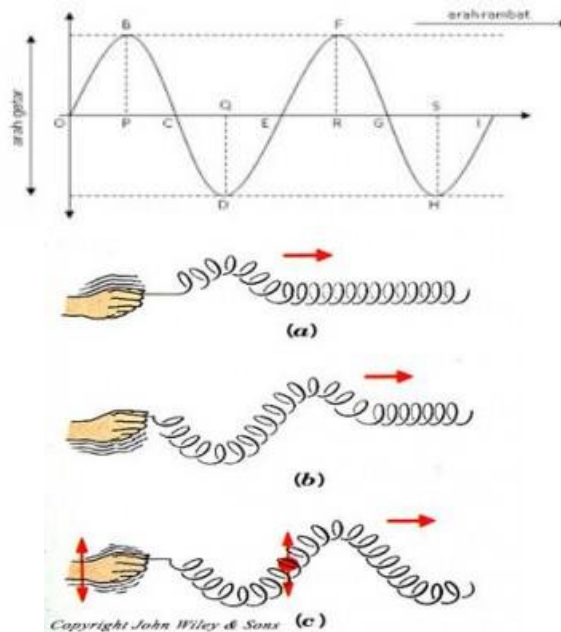 arah rambat
B F
arah getar
Q S
O P C E R G I
D H
(a)
(b)
(c)
Copyright John Wiley & Sons